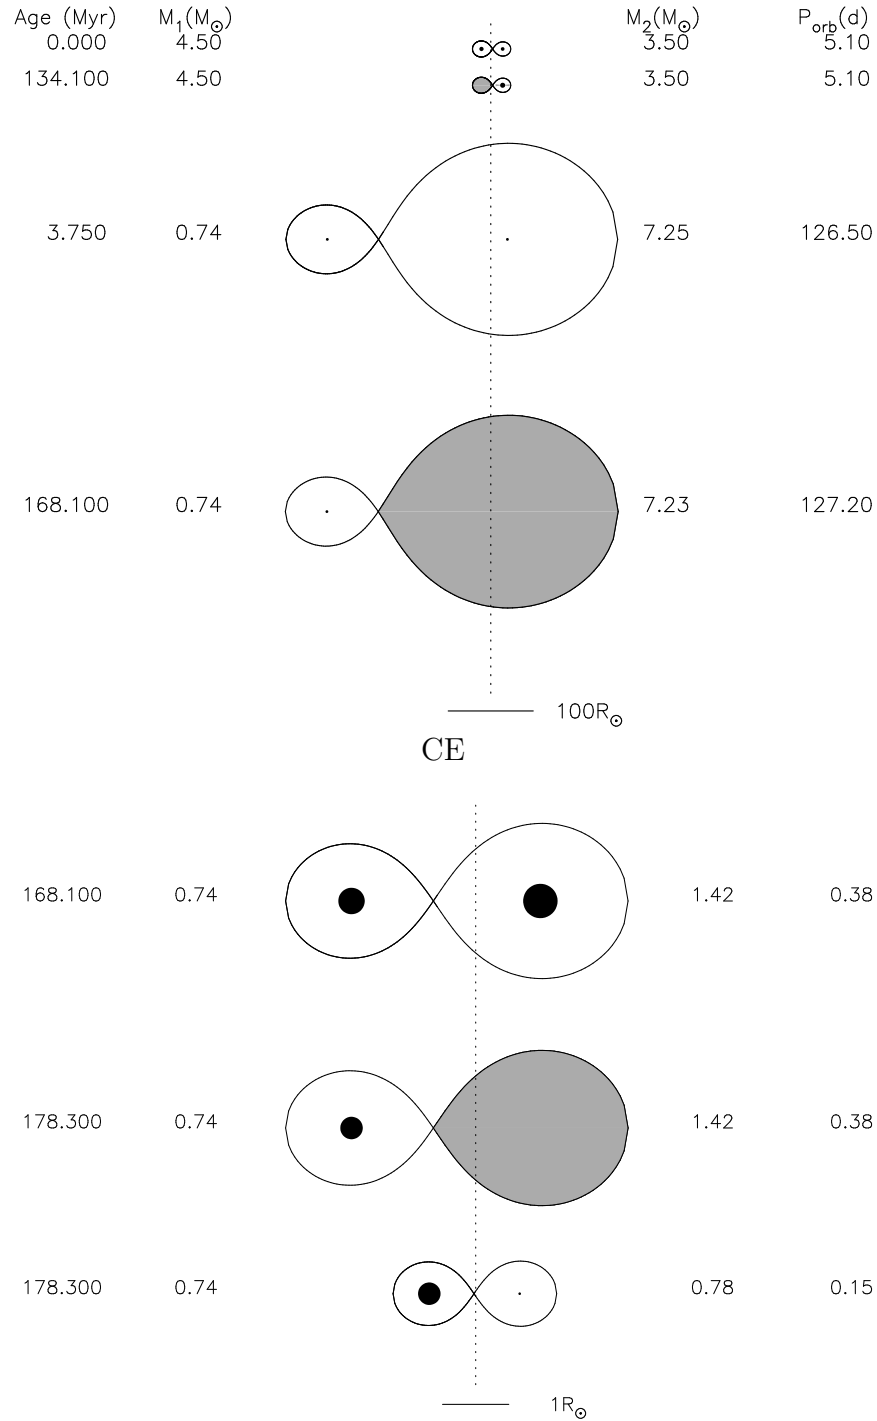 Age (Myr) M₁(M⊙) M₂(M⊙) Pₒᵣᵦ(d)
0.000 4.50 3.50 5.10
134.100 4.50 3.50 5.10
3.750 0.74 7.25 126.50
168.100 0.74 7.23 127.20
100R⊙
CE
168.100 0.74 1.42 0.38
178.300 0.74 1.42 0.38
178.300 0.74 0.78 0.15
1R⊙